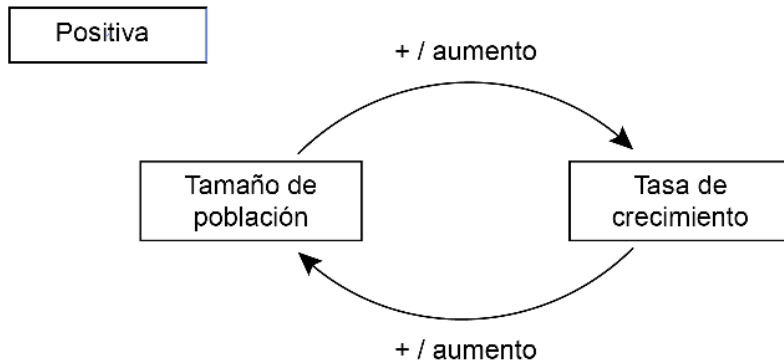 Positiva
+ / aumento
Tamaño de
población
Tasa de
crecimiento
+ / aumento